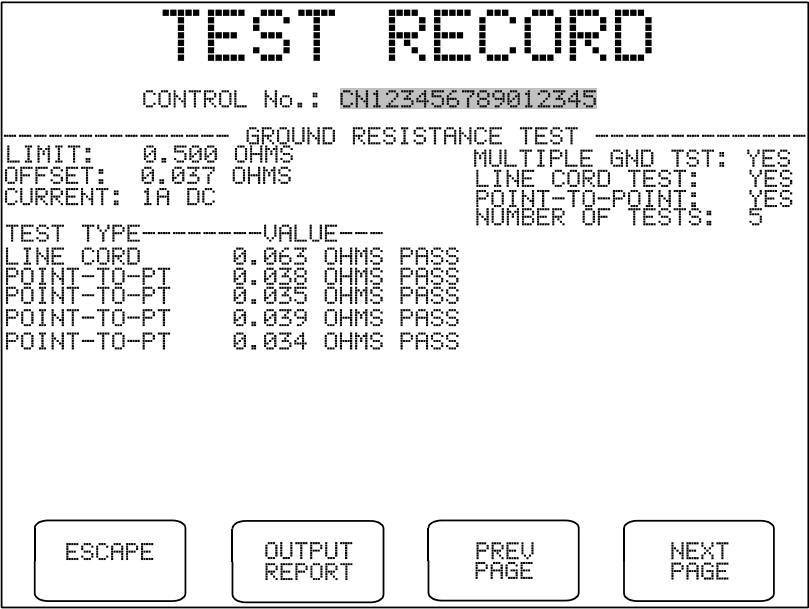 TEST RECORD
CONTROL No.: CN123456789012345
--------------- GROUND RESISTANCE TEST --------------
LIMIT: 0.500 OHMS
OFFSET: 0.037 OHMS
CURRENT: 1A DC
MULTIPLE GND TST: YES
LINE CORD TEST: YES
POINT-TO-POINT: YES
NUMBER OF TESTS: 5
TEST TYPE--------VALUE---
LINE CORD 0.063 OHMS PASS
POINT-TO-PT 0.038 OHMS PASS
POINT-TO-PT 0.035 OHMS PASS
POINT-TO-PT 0.039 OHMS PASS
POINT-TO-PT 0.034 OHMS PASS
ESCAPE
OUTPUT
REPORT
PREV
PAGE
NEXT
PAGE